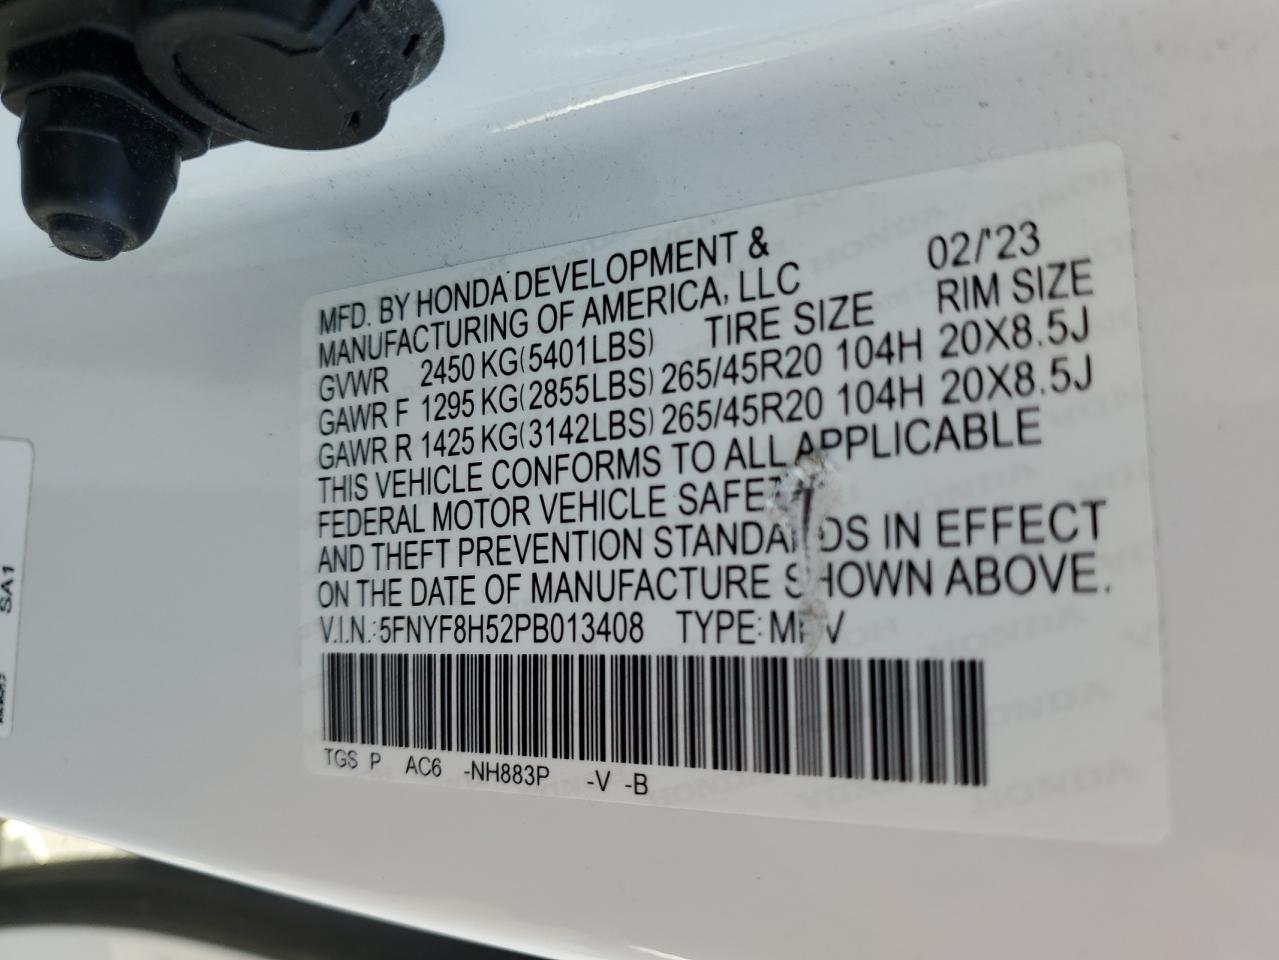 MFD. BY HONDA DEVELOPMENT & 02/'23
MANUFACTURING OF AMERICA, LLC
GVWR 2450 KG(5401LBS) TIRE SIZE RIM SIZE
GAWR F 1295 KG(2855LBS) 265/45R20 104H 20X8.5J
GAWR R 1425 KG(3142LBS) 265/45R20 104H 20X8.5J
THIS VEHICLE CONFORMS TO ALL APPLICABLE
FEDERAL MOTOR VEHICLE SAFETY
AND THEFT PREVENTION STANDARDS IN EFFECT
ON THE DATE OF MANUFACTURE SHOWN ABOVE.
V.I.N.: 5FNYF8H52PB013408 TYPE: MPV
TGS P AC6 -NH883P -V -B
SA1